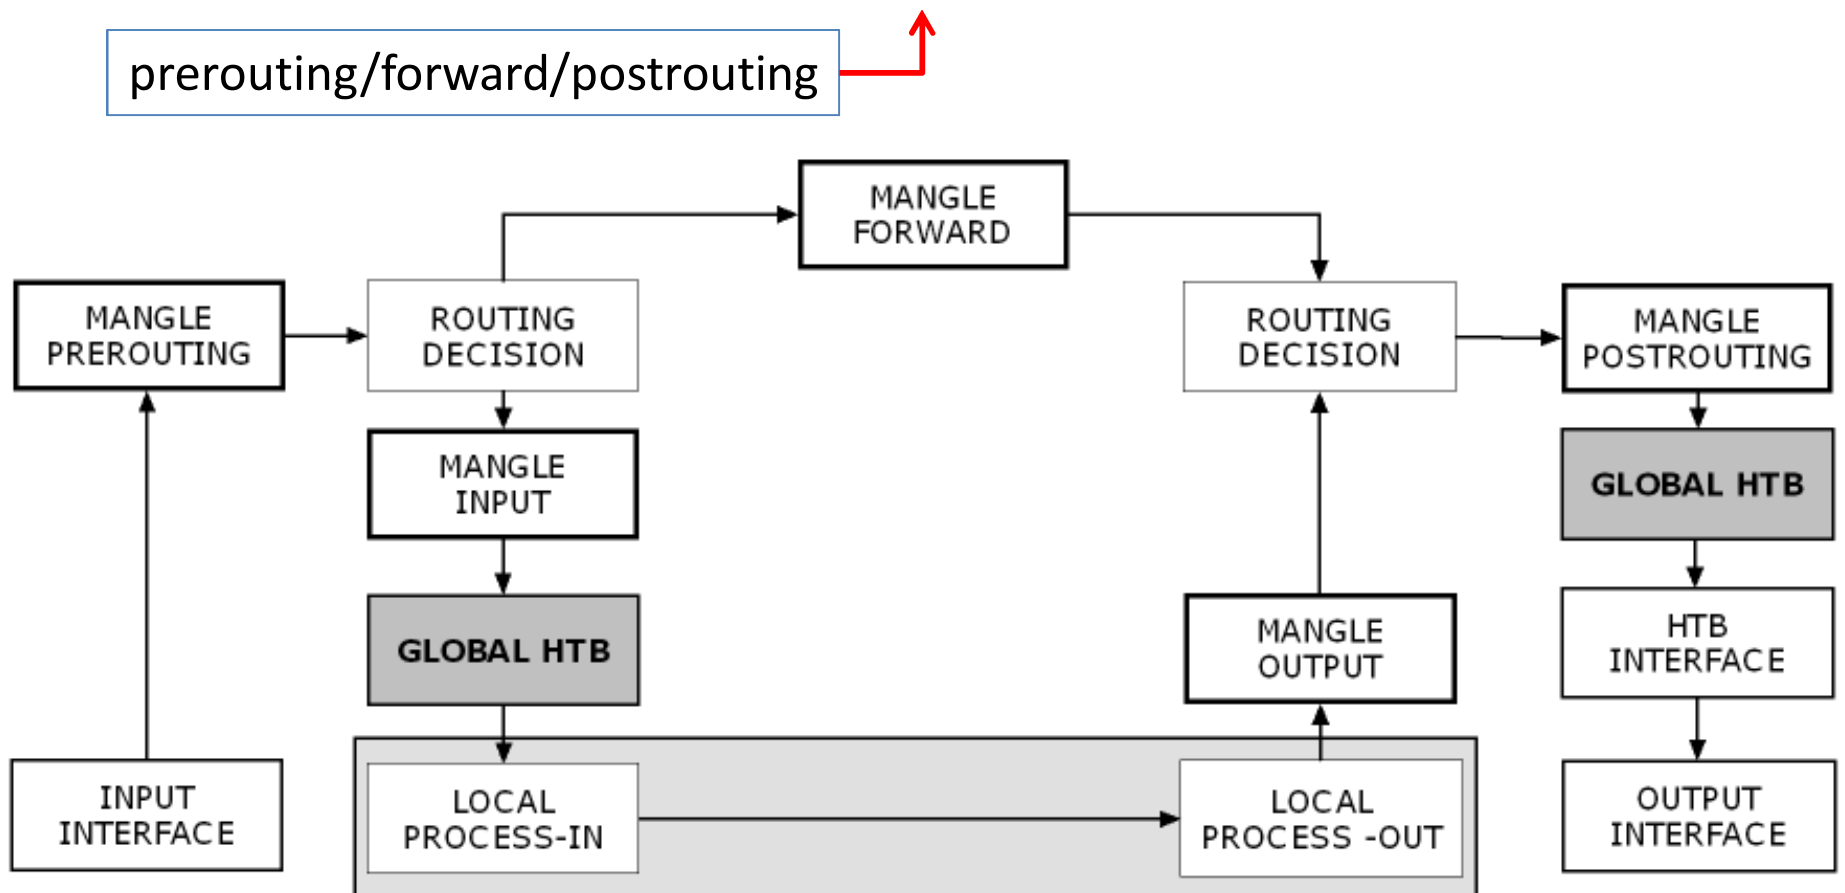 prerouting/forward/postrouting
MANGLE
FORWARD
MANGLE
PREROUTING
ROUTING
DECISION
ROUTING
DECISION
MANGLE
POSTROUTING
MANGLE
INPUT
GLOBAL HTB
GLOBAL HTB
MANGLE
OUTPUT
HTB
INTERFACE
INPUT
INTERFACE
LOCAL
PROCESS-IN
LOCAL
PROCESS -OUT
OUTPUT
INTERFACE